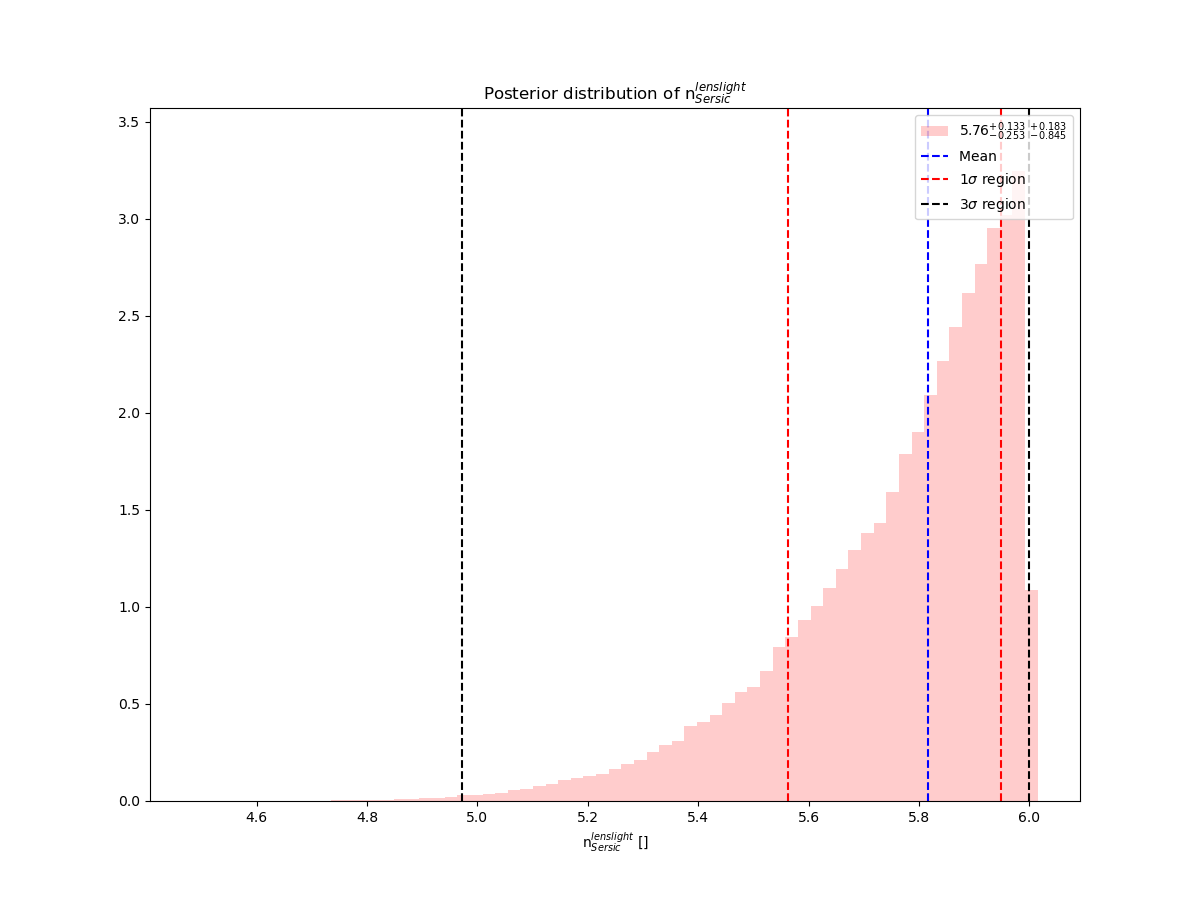 Posterior distribution of n^{lenslight}_{Sersic}
3.5
3.0
2.5
2.0
1.5
1.0
0.5
0.0
5.76^{+0.133}_{−0.253} ^{+0.183}_{−0.845}
Mean
1σ region
3σ region
4.6 4.8 5.0 5.2 5.4 5.6 5.8 6.0
n^{lenslight}_{Sersic} []